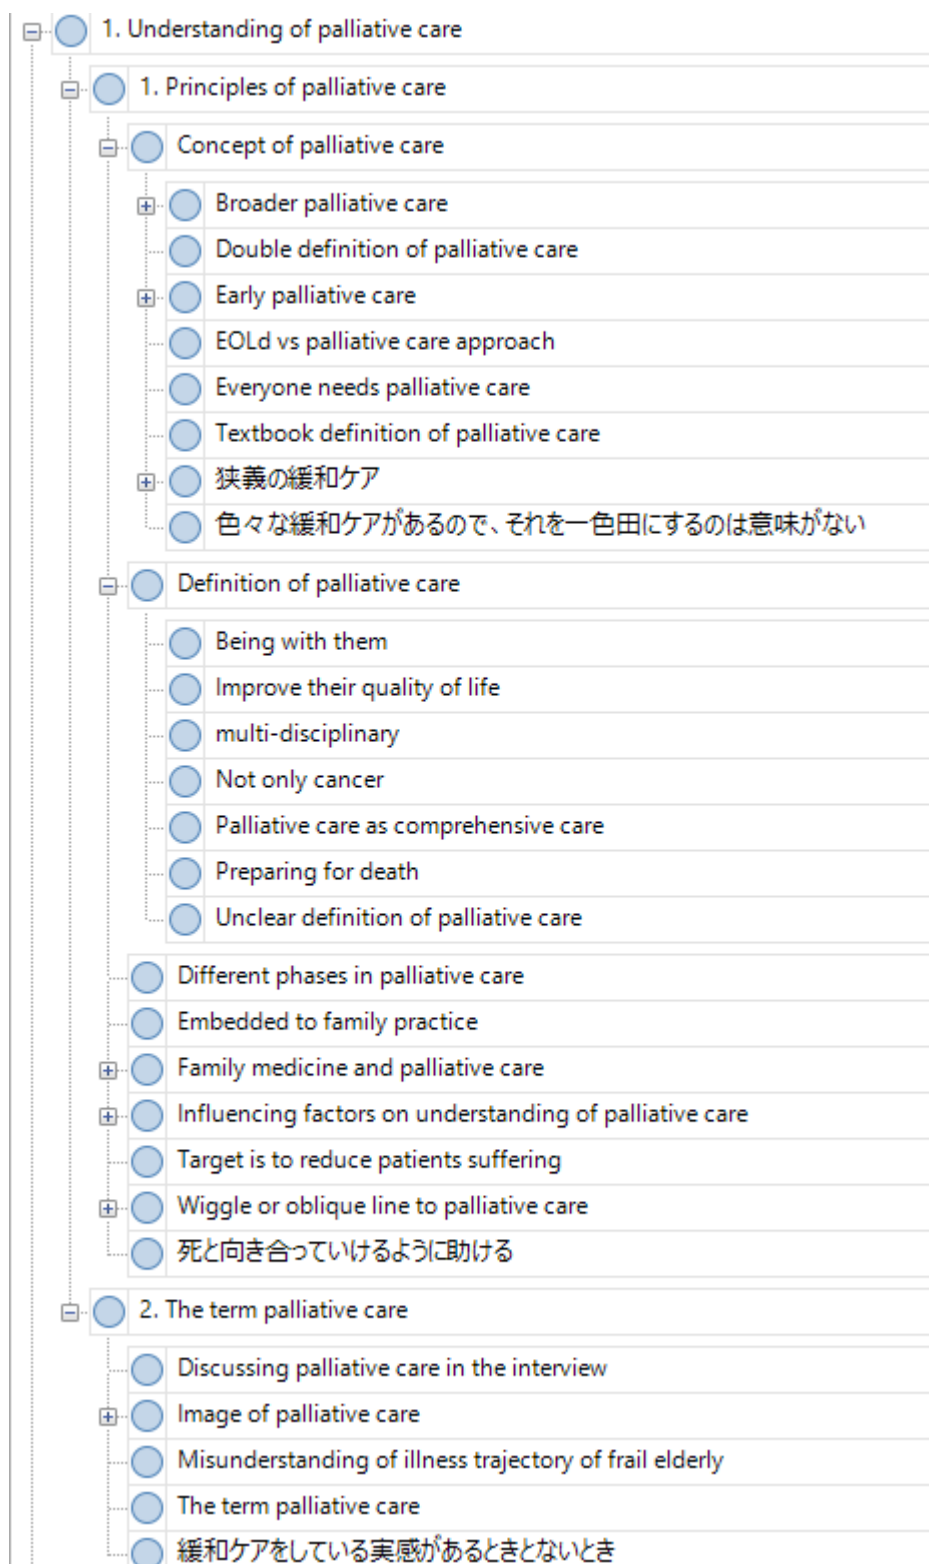 1. Understanding of palliative care
1. Principles of palliative care
Concept of palliative care
Broader palliative care
Double definition of palliative care
Early palliative care
EOLd vs palliative care approach
Everyone needs palliative care
Textbook definition of palliative care
狭義の緩和ケア
色々な緩和ケアがあるので、それを一色田にするのは意味がない
Definition of palliative care
Being with them
Improve their quality of life
multi-disciplinary
Not only cancer
Palliative care as comprehensive care
Preparing for death
Unclear definition of palliative care
Different phases in palliative care
Embedded to family practice
Family medicine and palliative care
Influencing factors on understanding of palliative care
Target is to reduce patients suffering
Wiggle or oblique line to palliative care
死と向き合っていけるように助ける
2. The term palliative care
Discussing palliative care in the interview
Image of palliative care
Misunderstanding of illness trajectory of frail elderly
The term palliative care
緩和ケアをしている実感があるときとないとき